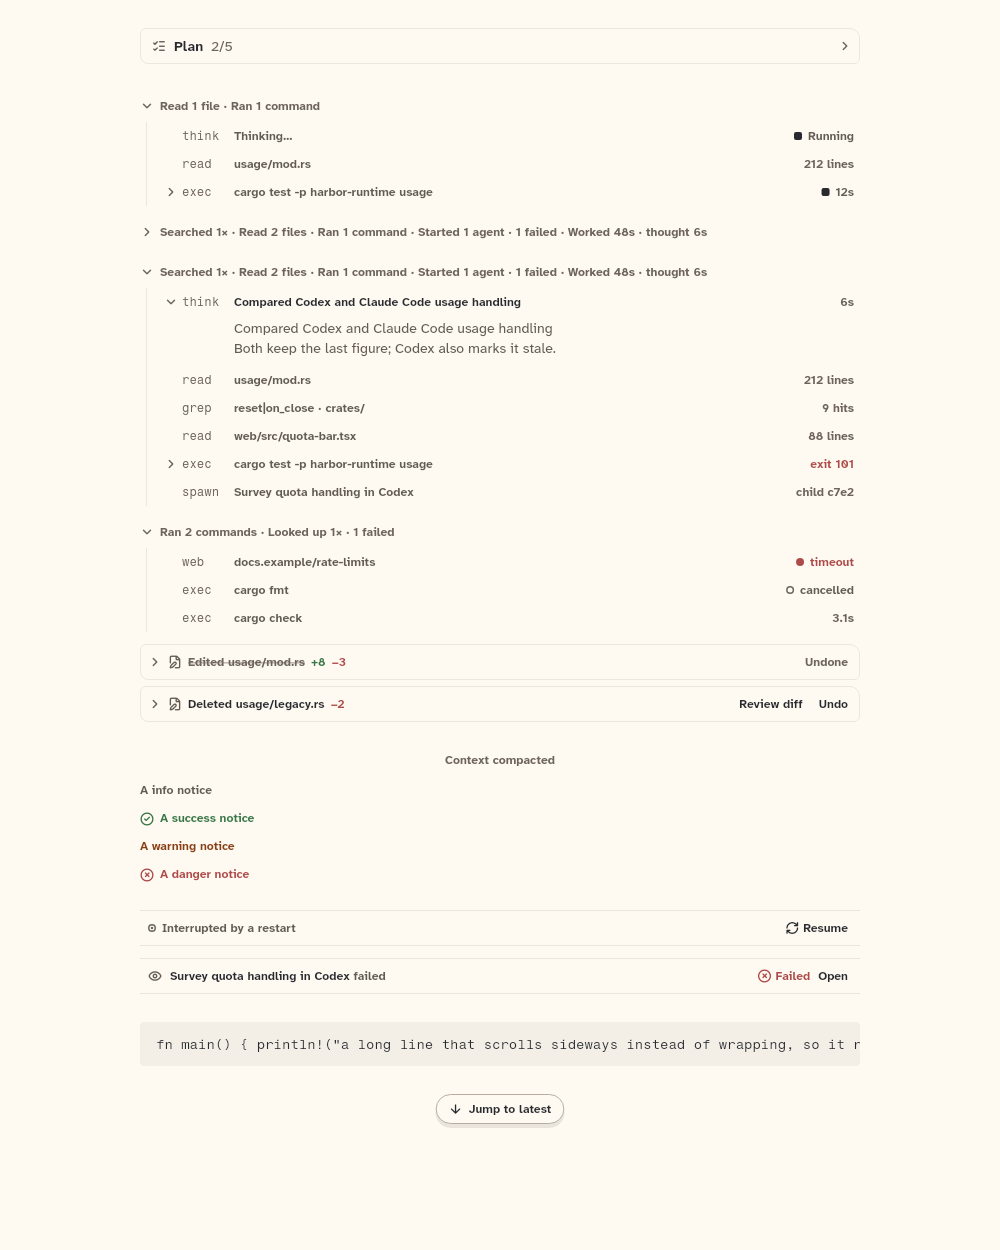 Plan 2/5
Read 1 file · Ran 1 command
think Thinking... Running
read usage/mod.rs 212 lines
exec cargo test -p harbor-runtime usage 12s
Searched 1× · Read 2 files · Ran 1 command · Started 1 agent · 1 failed · Worked 48s · thought 6s
Searched 1× · Read 2 files · Ran 1 command · Started 1 agent · 1 failed · Worked 48s · thought 6s
think Compared Codex and Claude Code usage handling 6s
Compared Codex and Claude Code usage handling
Both keep the last figure; Codex also marks it stale.
read usage/mod.rs 212 lines
grep reset|on_close · crates/ 9 hits
read web/src/quota-bar.tsx 88 lines
exec cargo test -p harbor-runtime usage exit 101
spawn Survey quota handling in Codex child c7e2
Ran 2 commands · Looked up 1× · 1 failed
web docs.example/rate-limits timeout
exec cargo fmt cancelled
exec cargo check 3.1s
Edited usage/mod.rs +8 −3 Undone
Deleted usage/legacy.rs −2 Review diff Undo
Context compacted
A info notice
A success notice
A warning notice
A danger notice
Interrupted by a restart Resume
Survey quota handling in Codex failed Failed Open
fn main() { println!("a long line that scrolls sideways instead of wrapping, so it
Jump to latest